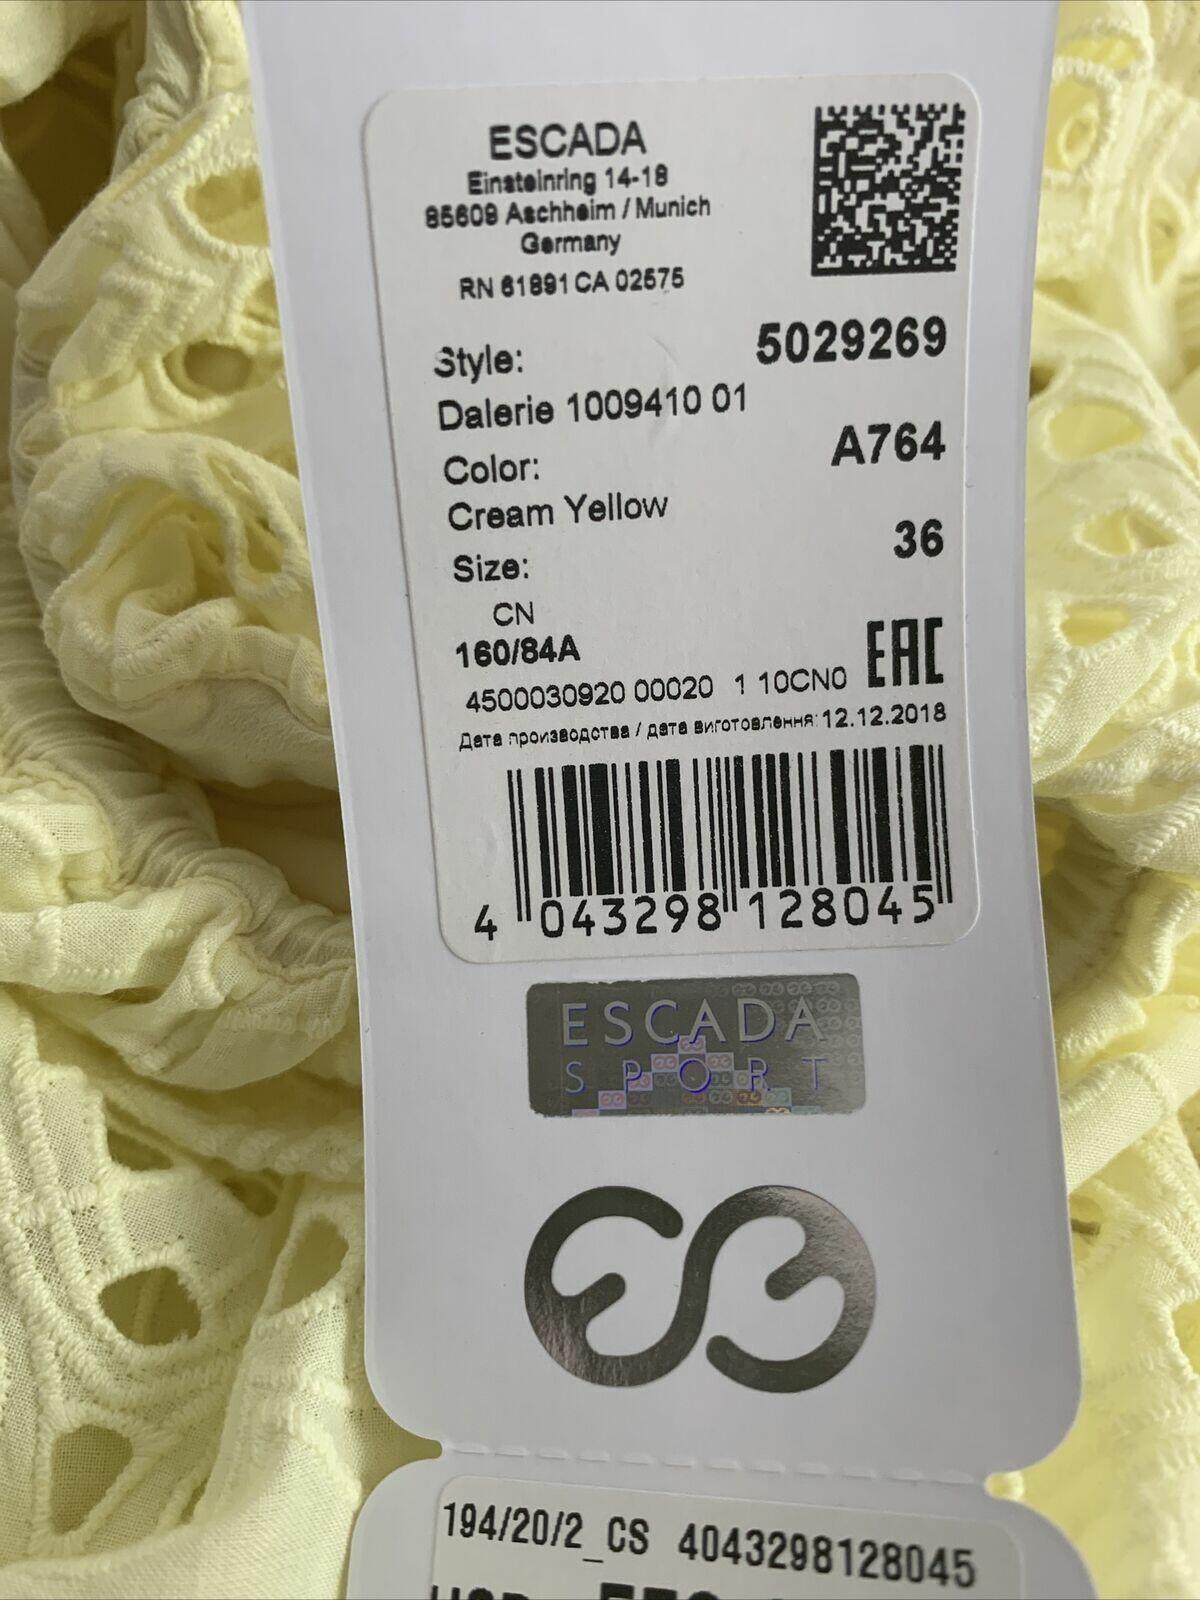 ESCADA
Einsteinring 14-18
85609 Aschheim / Munich
Germany
RN 61891 CA 02575
Style: 5029269
Dalerie 1009410 01
Color: A764
Cream Yellow
Size: 36
CN
160/84A
4500030920 00020 1 10CN0 EAC
Дата производства / дата виготовлення: 12.12.2018
4 043298 128045
ESCADA
SPORT
194/20/2_CS 4043298128045